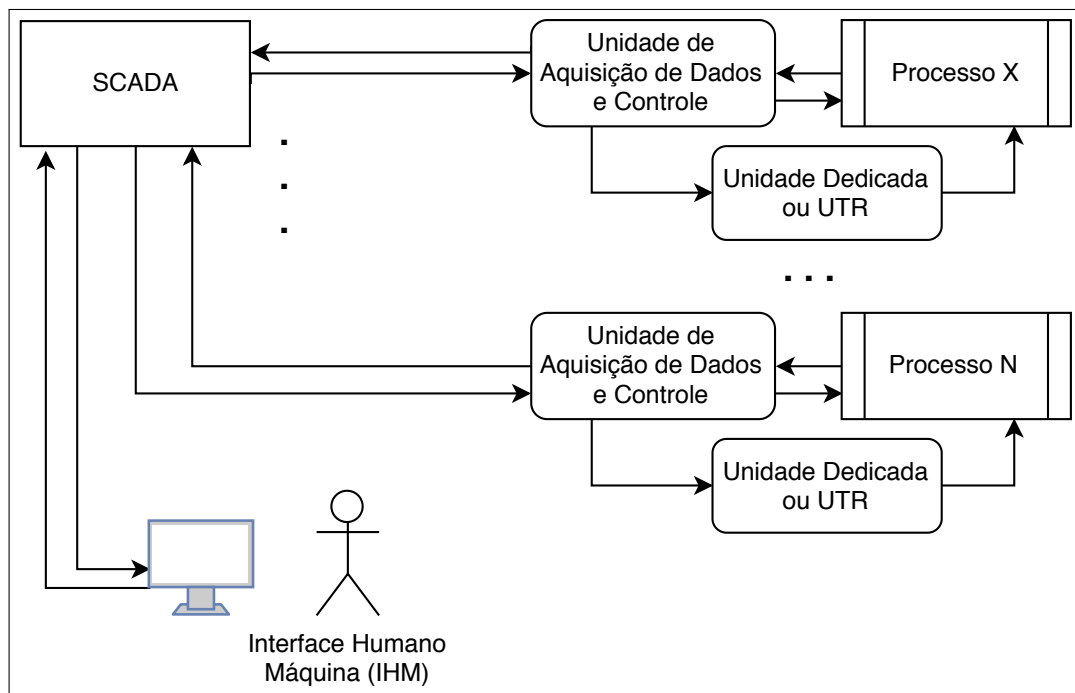 SCADA
Unidade de
Aquisição de Dados
e Controle
Processo X
Unidade Dedicada
ou UTR
Unidade de
Aquisição de Dados
e Controle
Processo N
Unidade Dedicada
ou UTR
Interface Humano
Máquina (IHM)